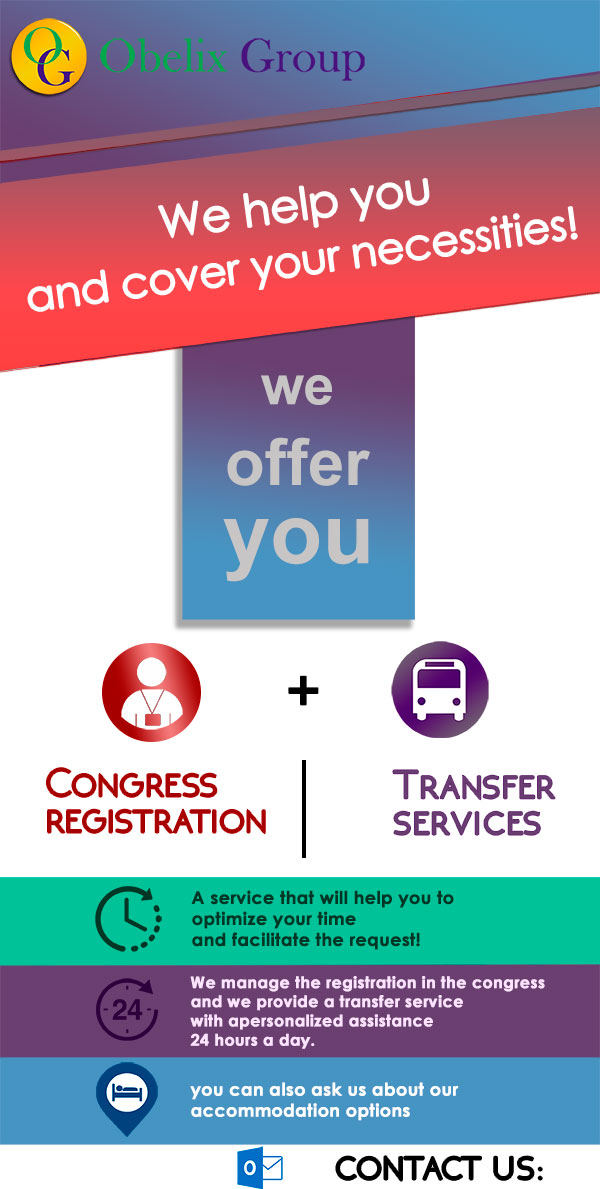 OG Obelix Group
We help you
and cover your necessities!
we
offer
you
+
CONGRESS
REGISTRATION
TRANSFER
SERVICES
A service that will help you to
optimize your time
and facilitate the request!
24
We manage the registration in the congress
and we provide a transfer service
with apersonalized assistance
24 hours a day.
you can also ask us about our
accommodation options
O
CONTACT US: